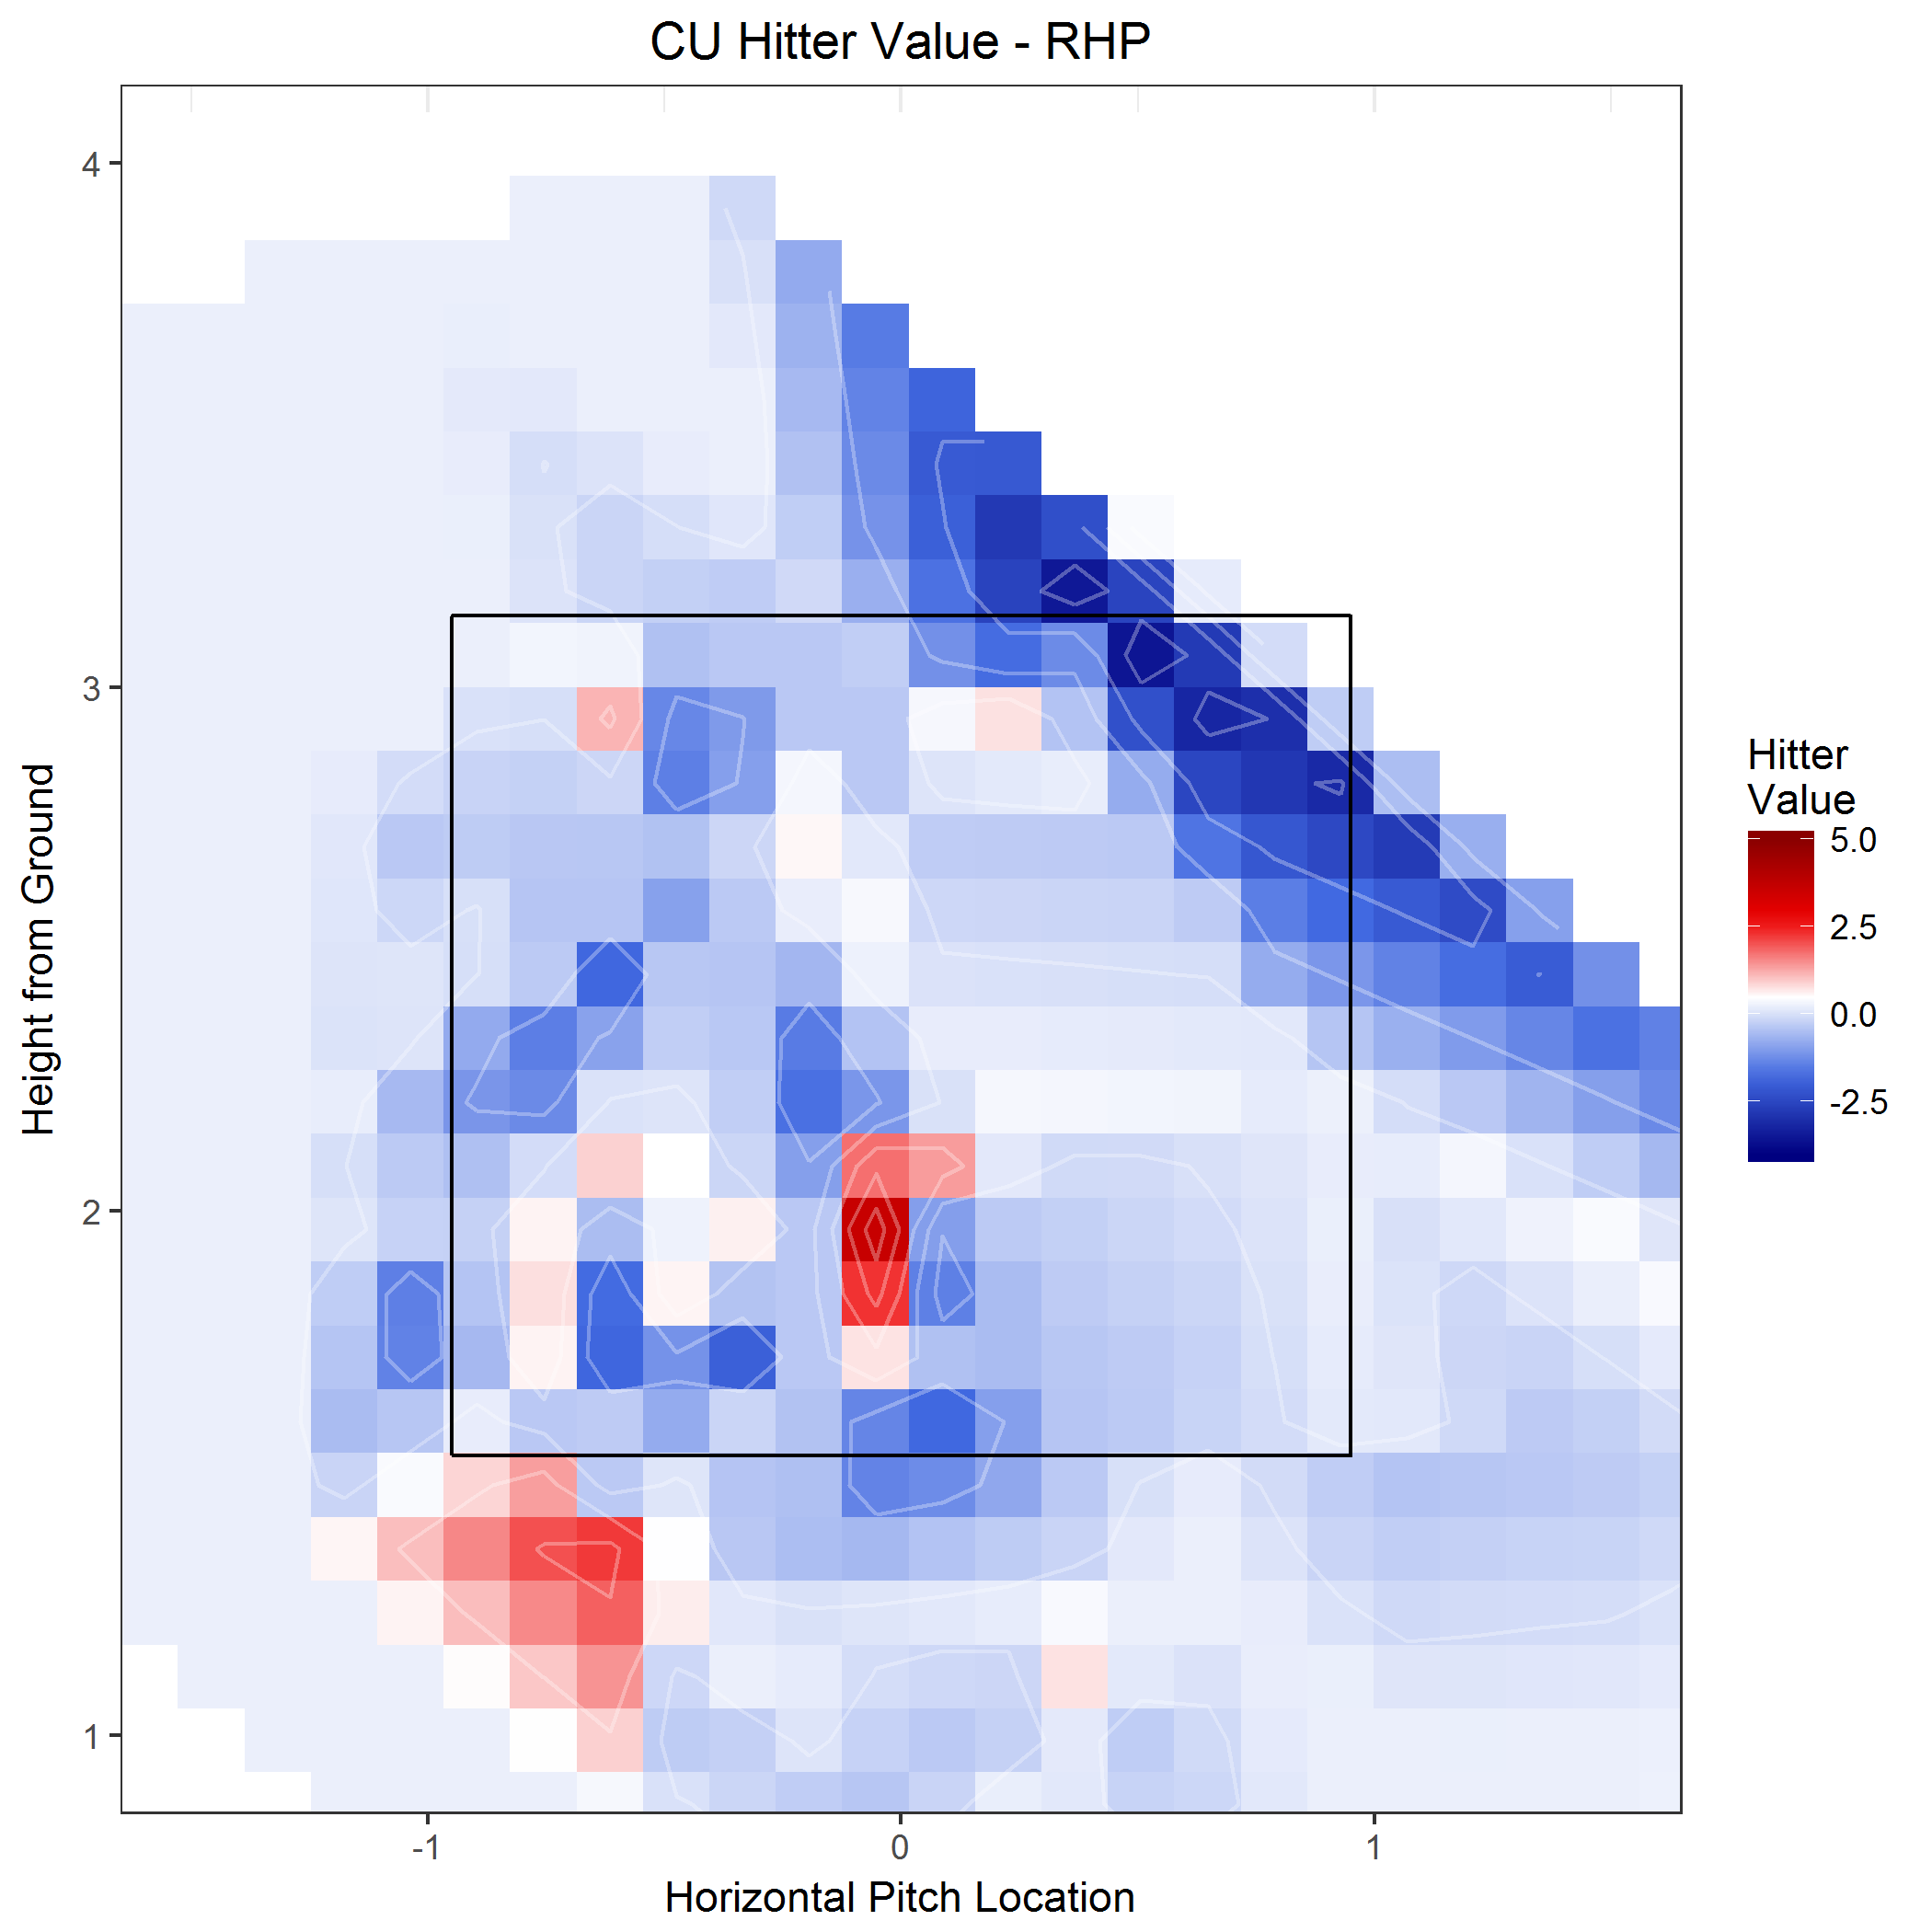 CU Hitter Value - RHP
4
3
2
1
Height from Ground
-1 0 1
Horizontal Pitch Location
Hitter
Value
5.0
2.5
0.0
-2.5